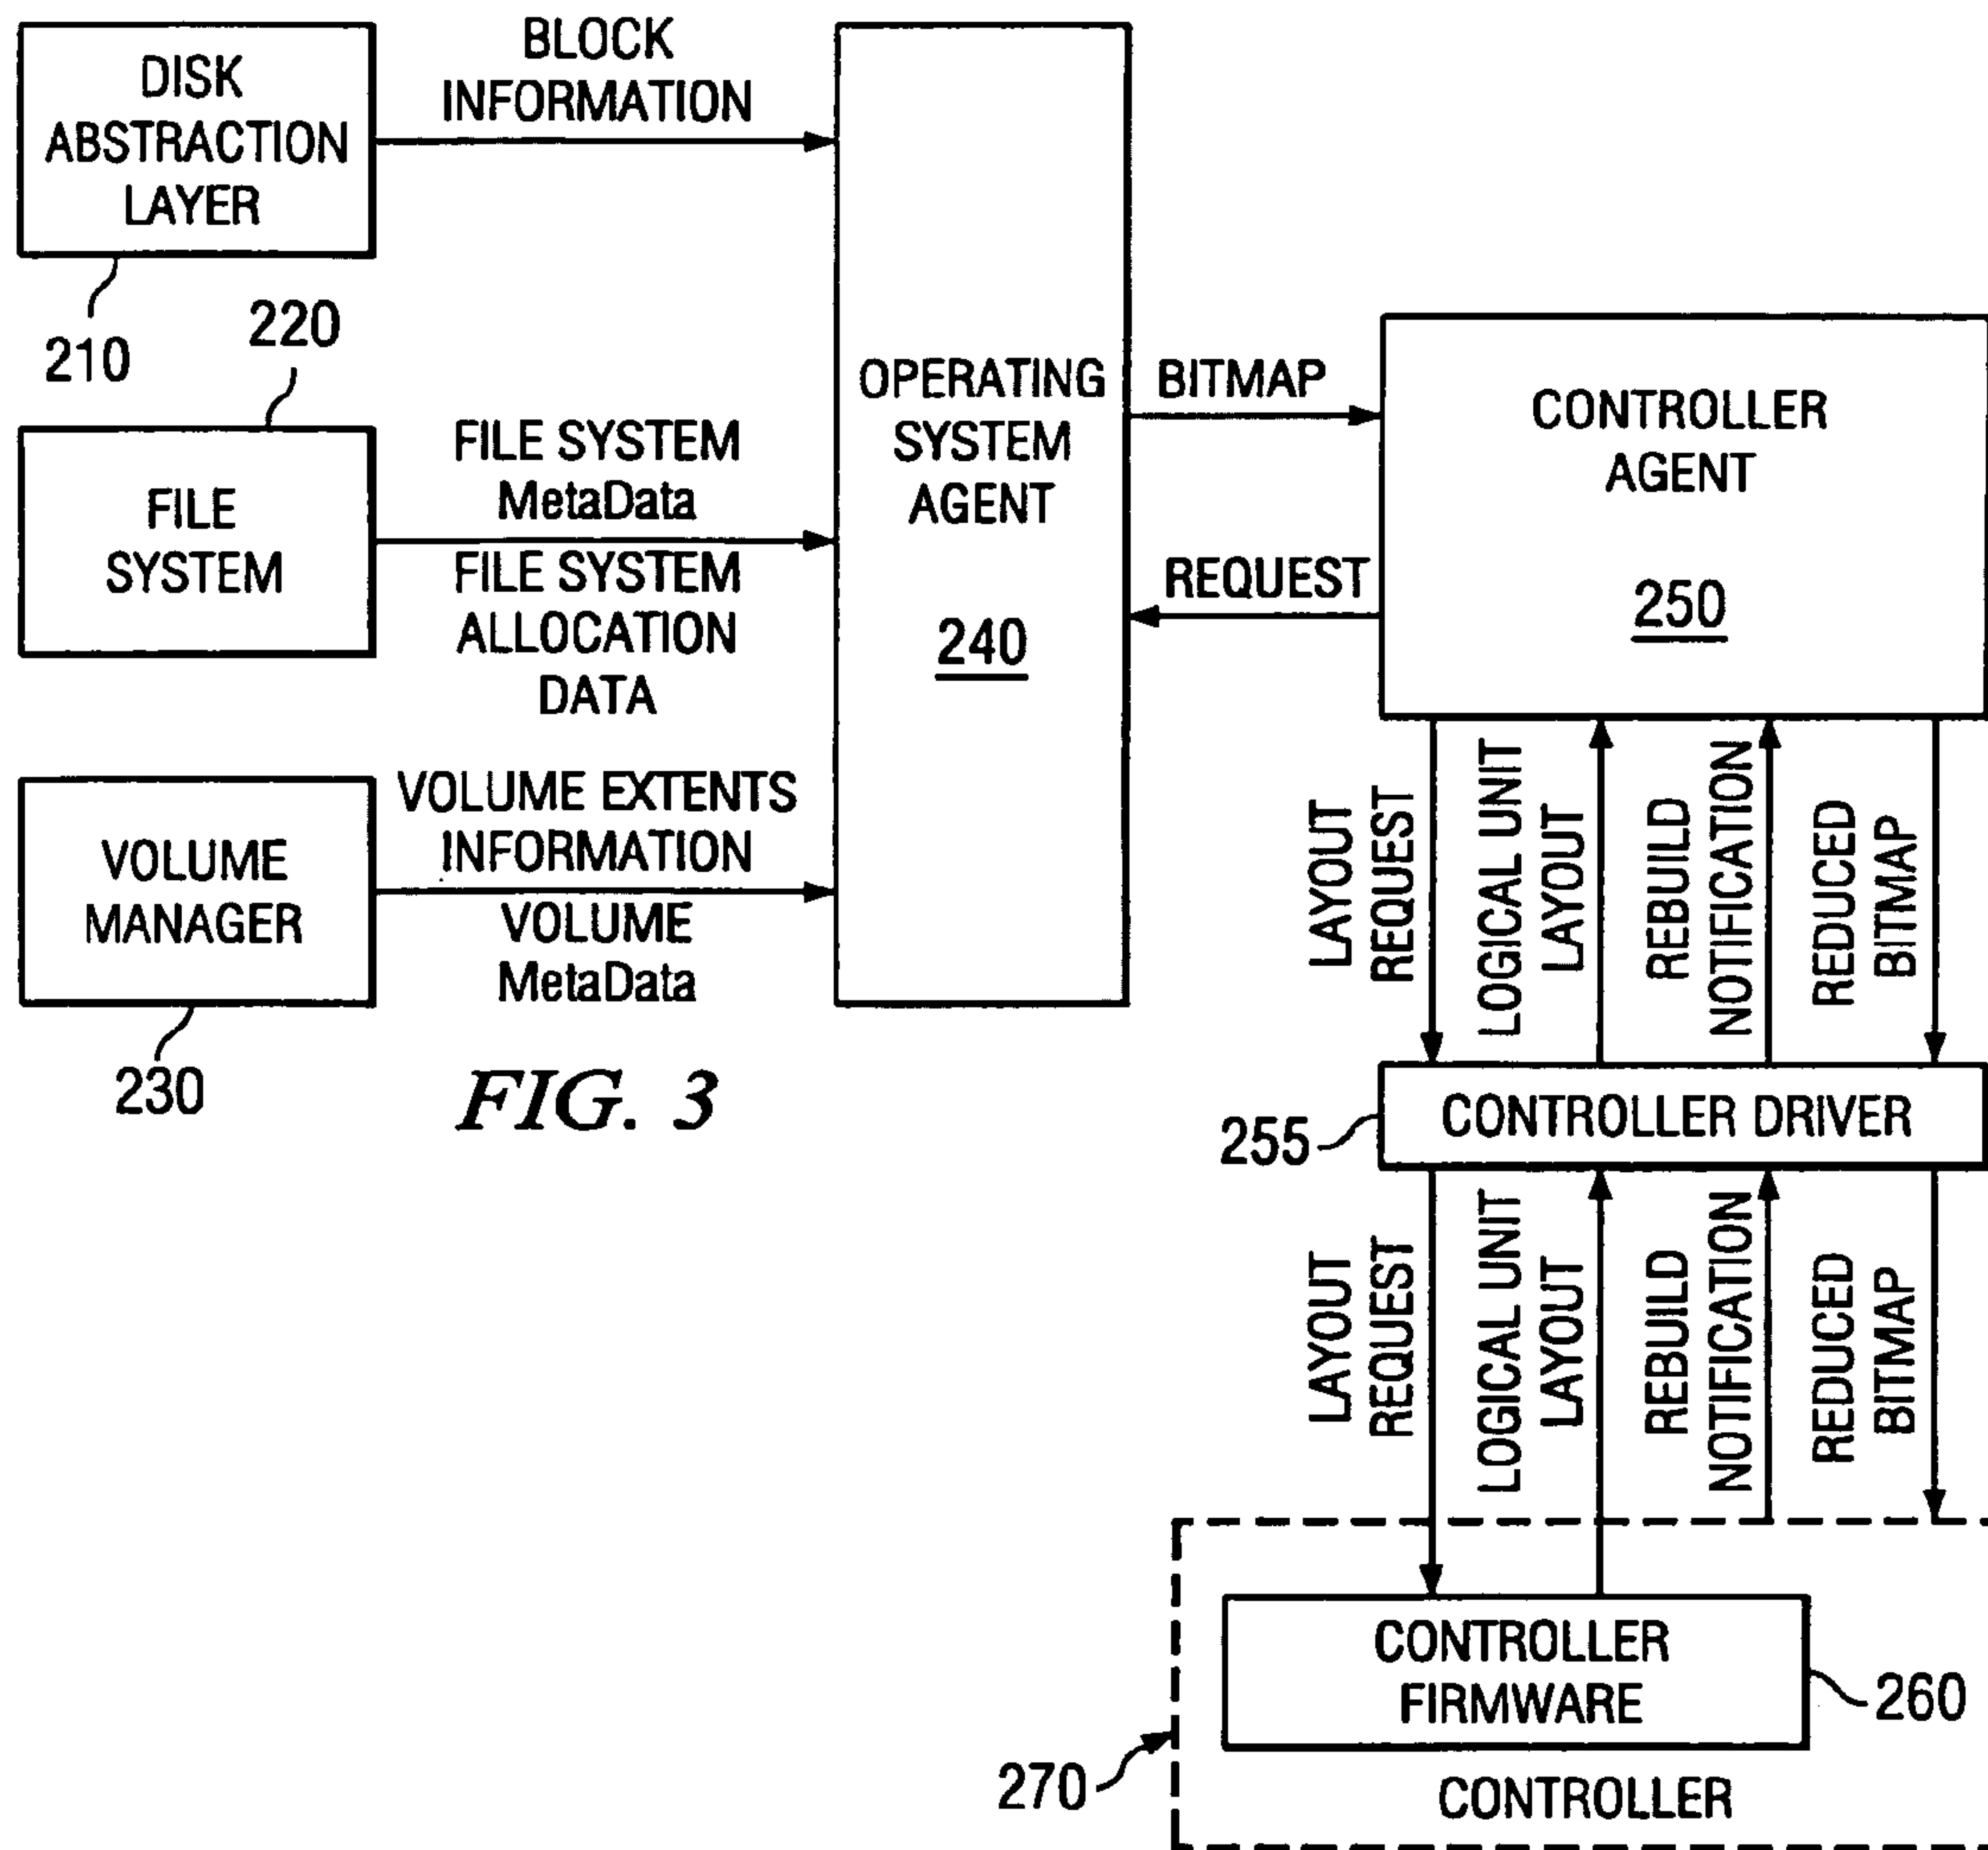 DISK
ABSTRACTION
LAYER
210
BLOCK
INFORMATION
220
FILE
SYSTEM
FILE SYSTEM
MetaData
FILE SYSTEM
ALLOCATION
DATA
VOLUME
MANAGER
230
VOLUME EXTENTS
INFORMATION
VOLUME
MetaData
OPERATING
SYSTEM
AGENT
240
BITMAP
REQUEST
CONTROLLER
AGENT
250
LAYOUT
REQUEST
LOGICAL UNIT
LAYOUT
REBUILD
NOTIFICATION
REDUCED
BITMAP
FIG. 3
255
CONTROLLER DRIVER
LAYOUT
REQUEST
LOGICAL UNIT
LAYOUT
REBUILD
NOTIFICATION
REDUCED
BITMAP
CONTROLLER
FIRMWARE
260
270
CONTROLLER